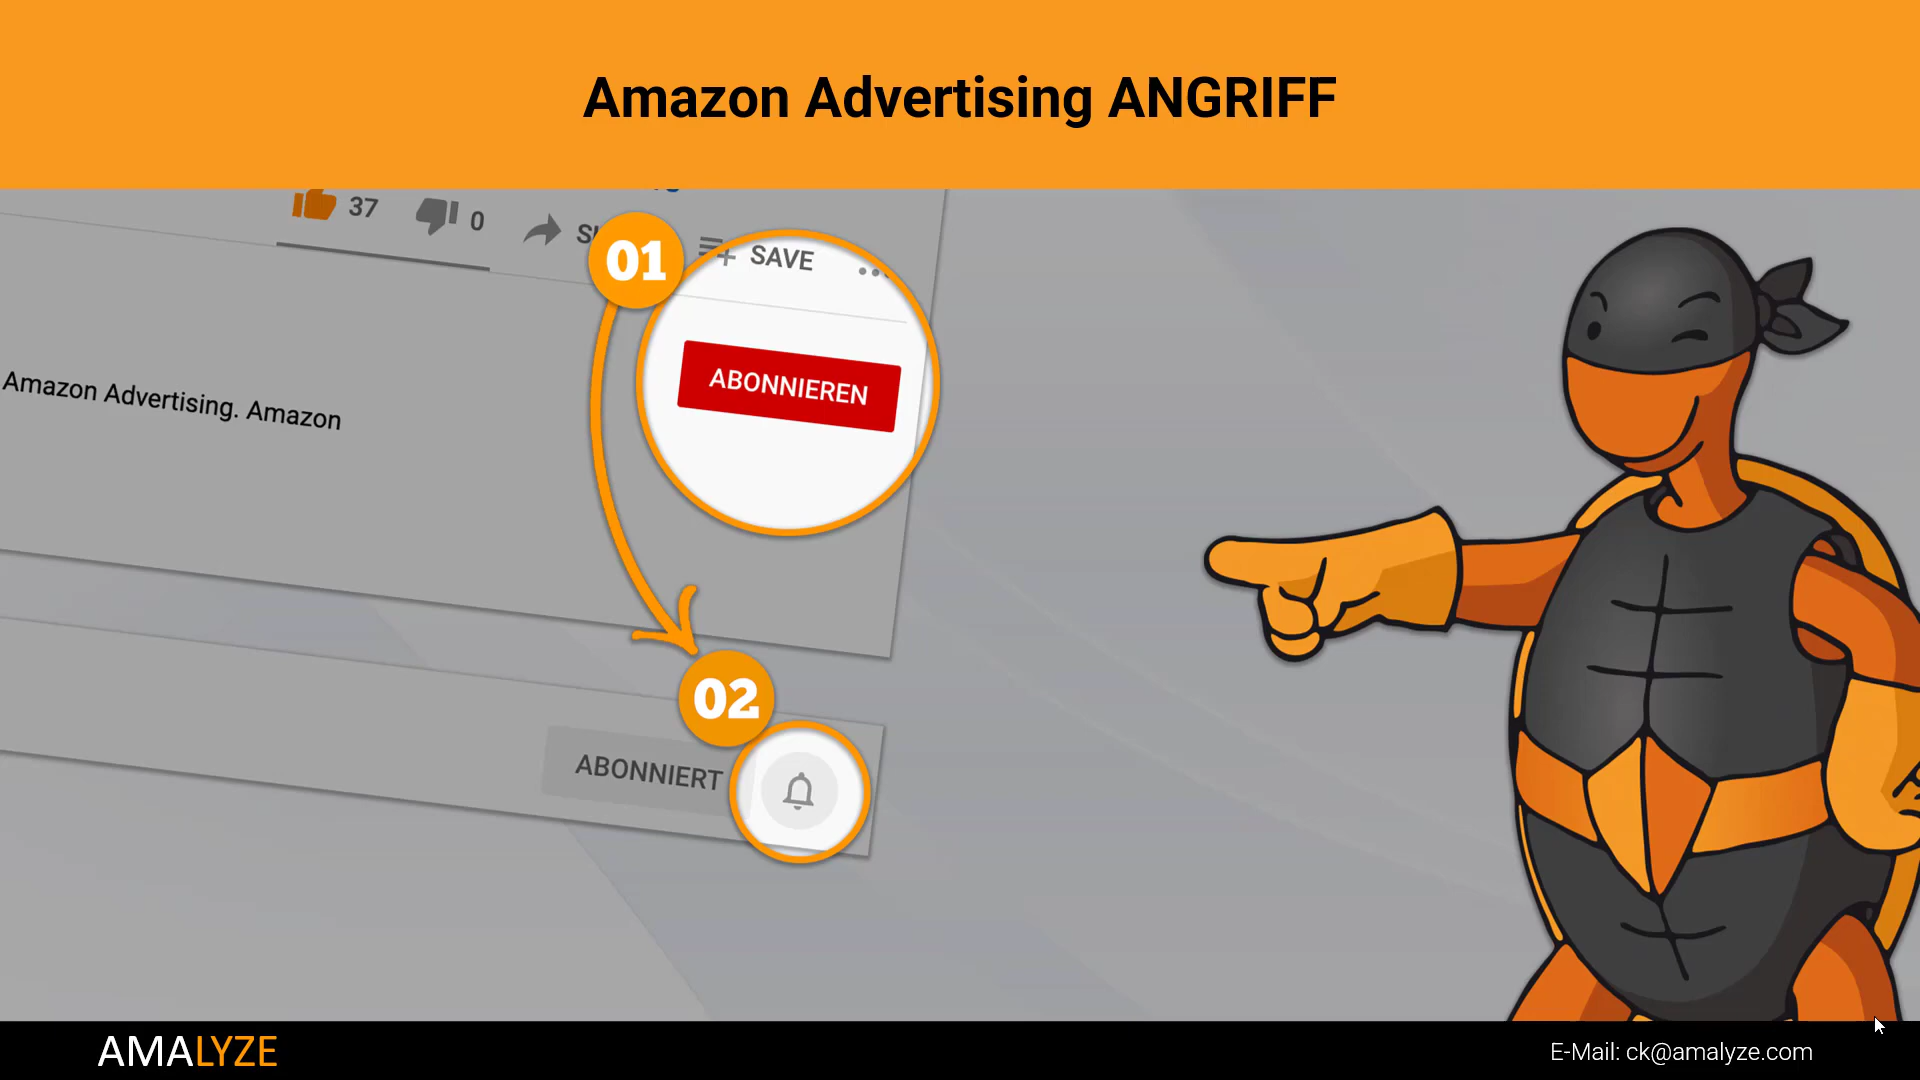 Amazon Advertising ANGRIFF
37
0
01
SAVE
ABONNIEREN
Amazon Advertising. Amazon
02
ABONNIERT
AMALYZE
E-Mail: ck@amalyze.com